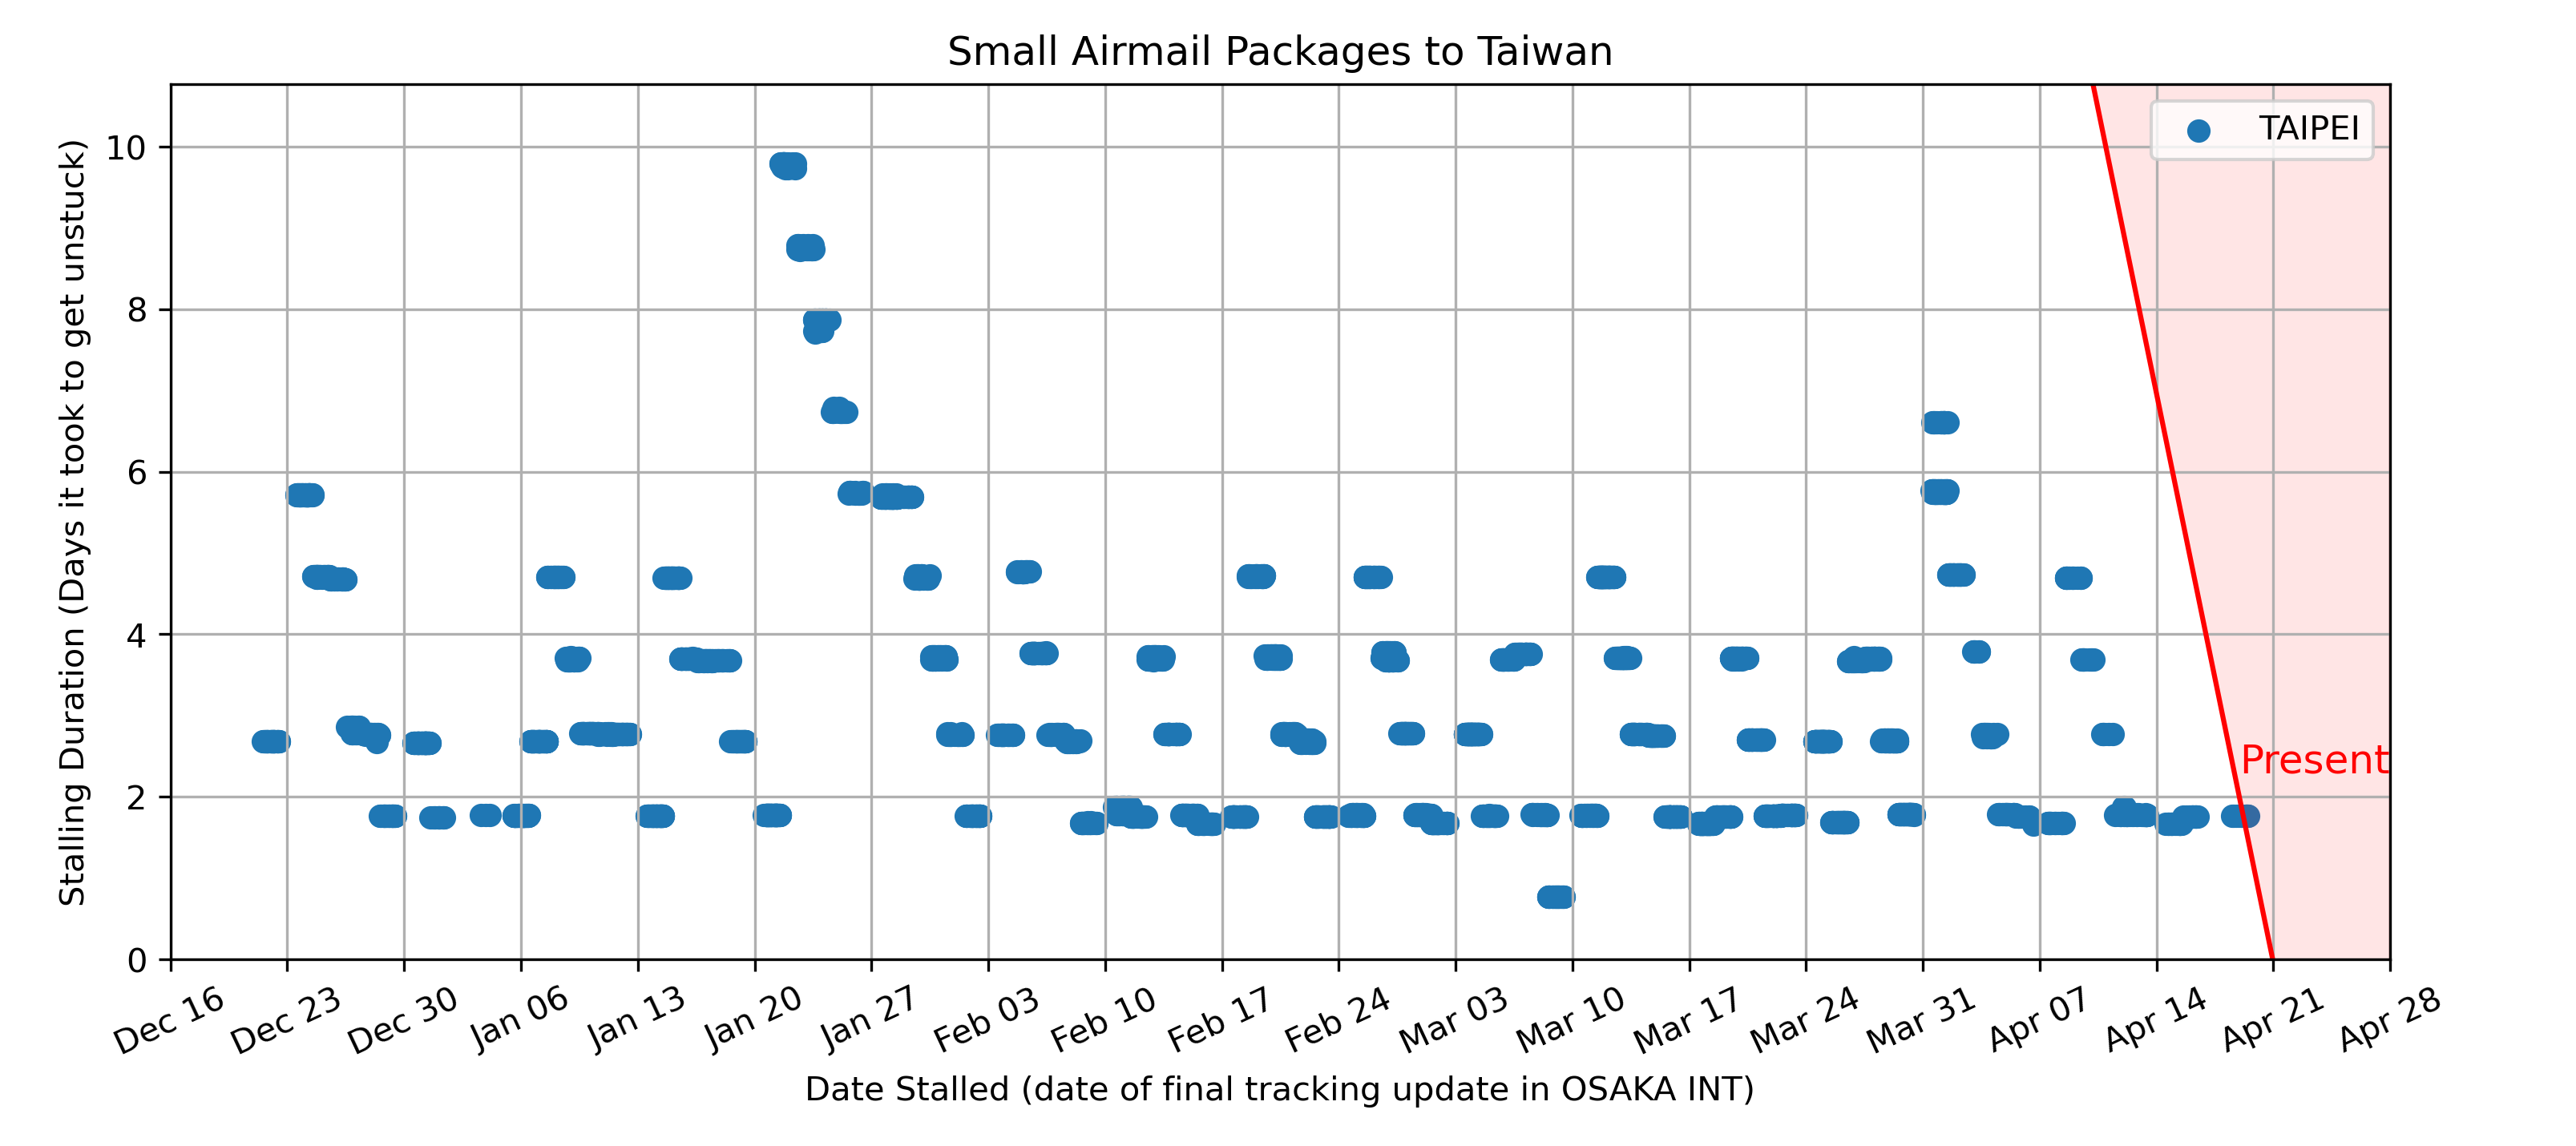 Small Airmail Packages to Taiwan
Stalling Duration (Days it took to get unstuck)
10
8
6
4
2
0
TAIPEI
Present
Dec 16
Dec 23
Dec 30
Jan 06
Jan 13
Jan 20
Jan 27
Feb 03
Feb 10
Feb 17
Feb 24
Mar 03
Mar 10
Mar 17
Mar 24
Mar 31
Apr 07
Apr 14
Apr 21
Apr 28
Date Stalled (date of final tracking update in OSAKA INT)